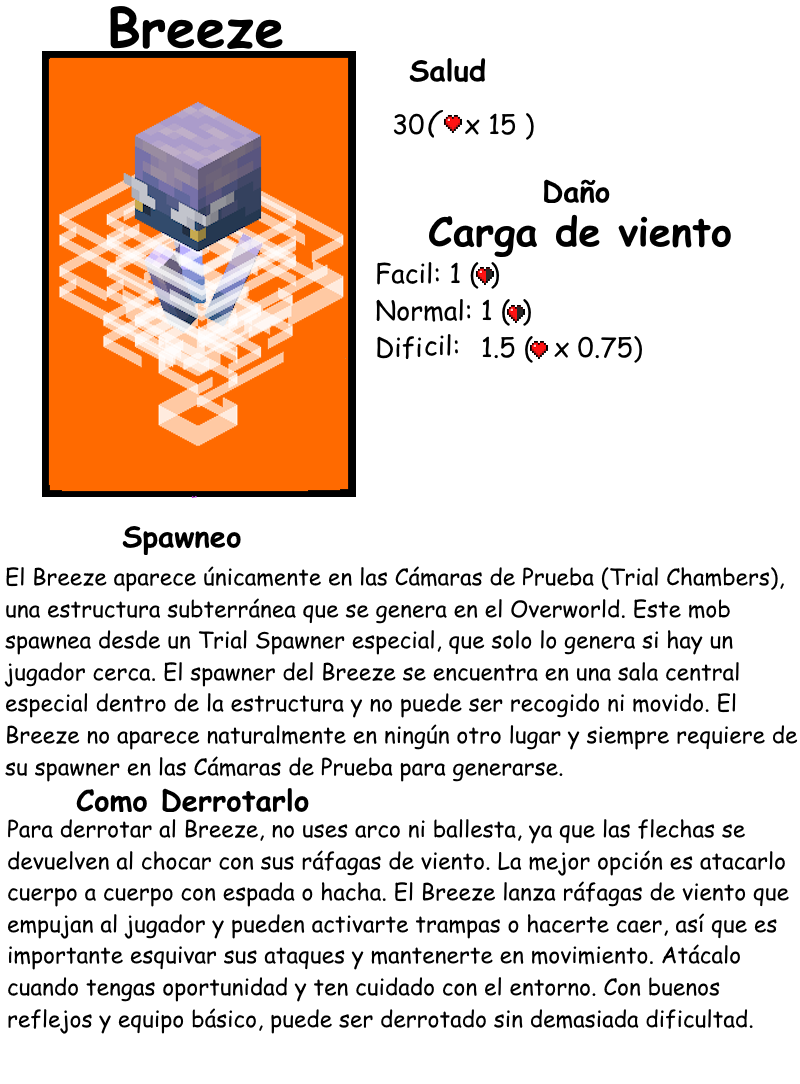 Breeze
Salud
30( x 15 )
Daño
Carga de viento
Facil: 1 ( )
Normal: 1 ( )
Dificil: 1.5 ( x 0.75)
Spawneo
El Breeze aparece únicamente en las Cámaras de Prueba (Trial Chambers),
una estructura subterránea que se genera en el Overworld. Este mob
spawnea desde un Trial Spawner especial, que solo lo genera si hay un
jugador cerca. El spawner del Breeze se encuentra en una sala central
especial dentro de la estructura y no puede ser recogido ni movido. El
Breeze no aparece naturalmente en ningún otro lugar y siempre requiere de
su spawner en las Cámaras de Prueba para generarse.
Como Derrotarlo
Para derrotar al Breeze, no uses arco ni ballesta, ya que las flechas se
devuelven al chocar con sus ráfagas de viento. La mejor opción es atacarlo
cuerpo a cuerpo con espada o hacha. El Breeze lanza ráfagas de viento que
empujan al jugador y pueden activarte trampas o hacerte caer, así que es
importante esquivar sus ataques y mantenerte en movimiento. Atácalo
cuando tengas oportunidad y ten cuidado con el entorno. Con buenos
reflejos y equipo básico, puede ser derrotado sin demasiada dificultad.